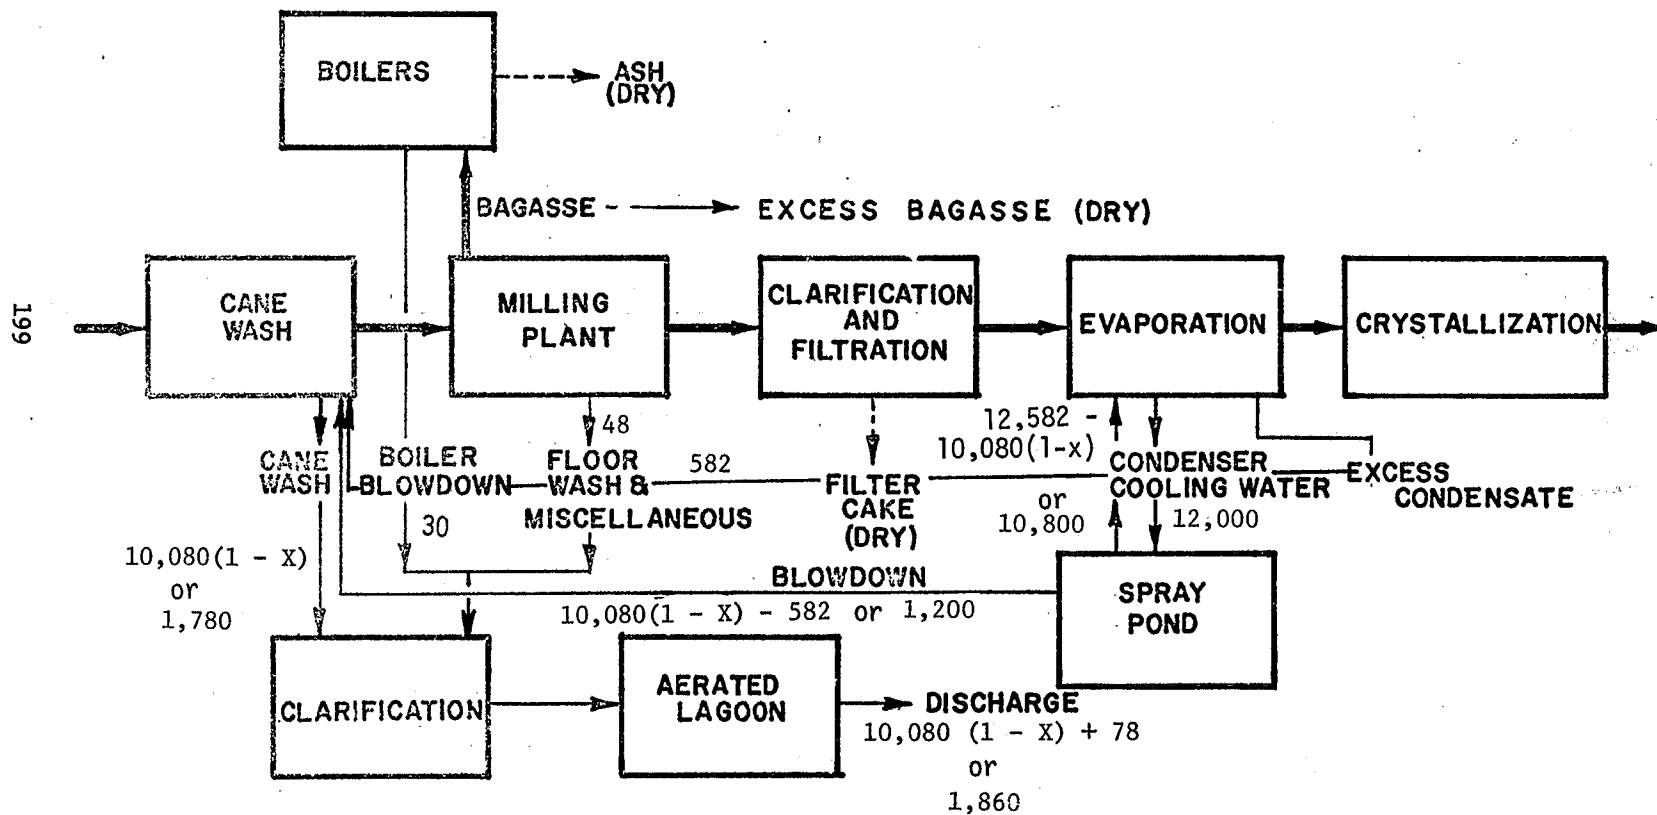 BOILERS
ASH
(DRY)
BAGASSE - EXCESS BAGASSE (DRY)
199
CANE
WASH
MILLING
PLANT
CLARIFICATION
AND
FILTRATION
EVAPORATION
CRYSTALLIZATION
CANE
WASH
BOILER
BLOWDOWN
30
48
FLOOR
WASH &
MISCELLANEOUS
582
FILTER
CAKE
(DRY)
12,582 -
10,080(1-x)
or
10,800
CONDENSER
COOLING WATER
12,000
EXCESS
CONDENSATE
10,080(1 - X)
or
1,780
BLOWDOWN
10,080(1 - X) - 582 or 1,200
SPRAY
POND
CLARIFICATION
AERATED
LAGOON
DISCHARGE
10,080 (1 - X) + 78
or
1,860